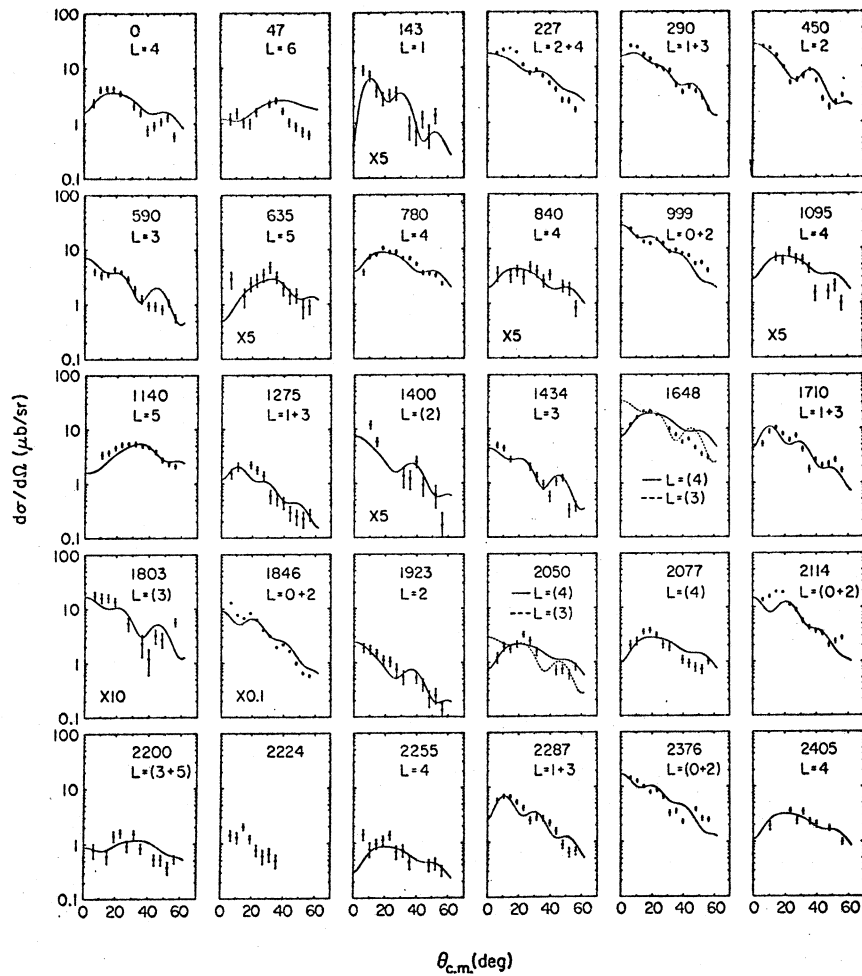 100
10
1
0.1
0
L=4
47
L=6
143
L=1
X5
227
L=2+4
290
L=1+3
450
L=2
100
10
1
0.1
590
L=3
635
L=5
X5
780
L=4
840
L=4
X5
999
L=0+2
1095
L=4
X5
dσ/dΩ (μb/sr)
100
10
1
0.1
1140
L=5
1275
L=1+3
1400
L=(2)
X5
1434
L=3
1648
L=(4)
L=(3)
1710
L=1+3
100
10
1
0.1
1803
L=(3)
X10
1846
L=0+2
X0.1
1923
L=2
2050
L=(4)
L=(3)
2077
L=(4)
2114
L=(0+2)
100
10
1
0.1
2200
L=(3+5)
2224
2255
L=4
2287
L=1+3
2376
L=(0+2)
2405
L=4
0 20 40 60 0 20 40 60 0 20 40 60 0 20 40 60 0 20 40 60 0 20 40 60
θc.m.(deg)